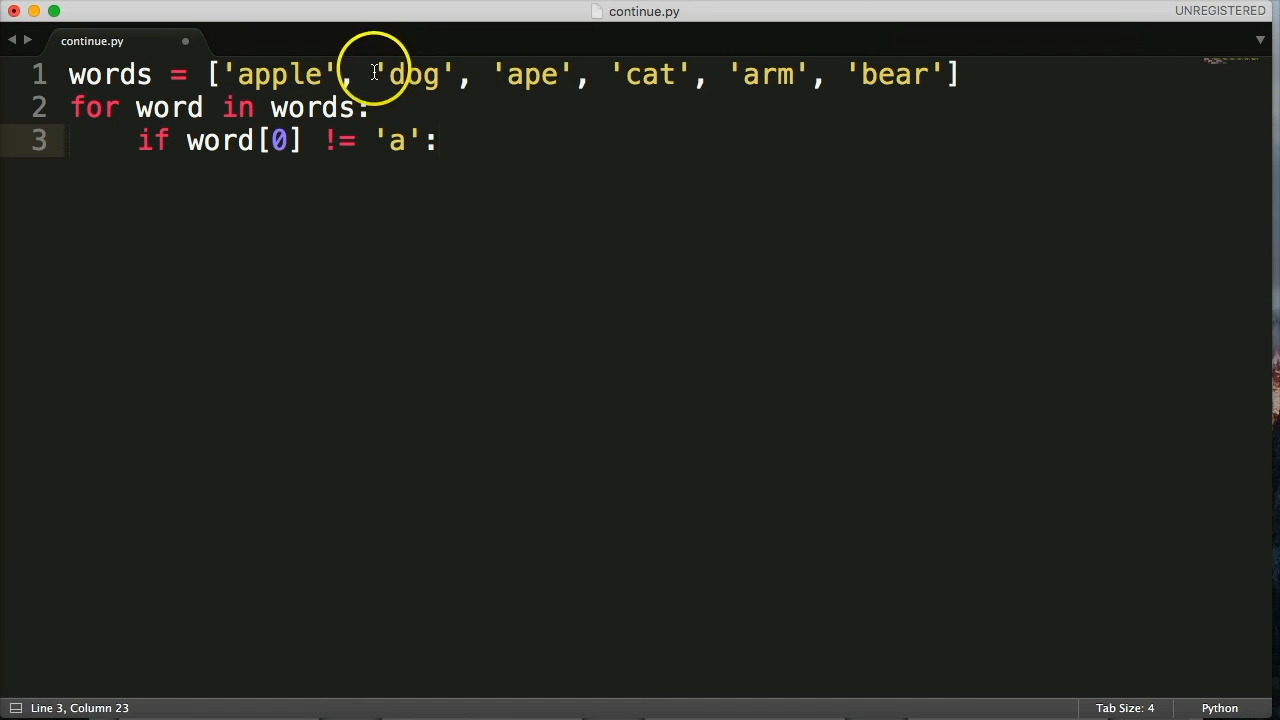 continue.py
UNREGISTERED
continue.py
1 words = ['apple', 'dog', 'ape', 'cat', 'arm', 'bear']
2 for word in words:
3     if word[0] != 'a':
Line 3, Column 23
Tab Size: 4
Python